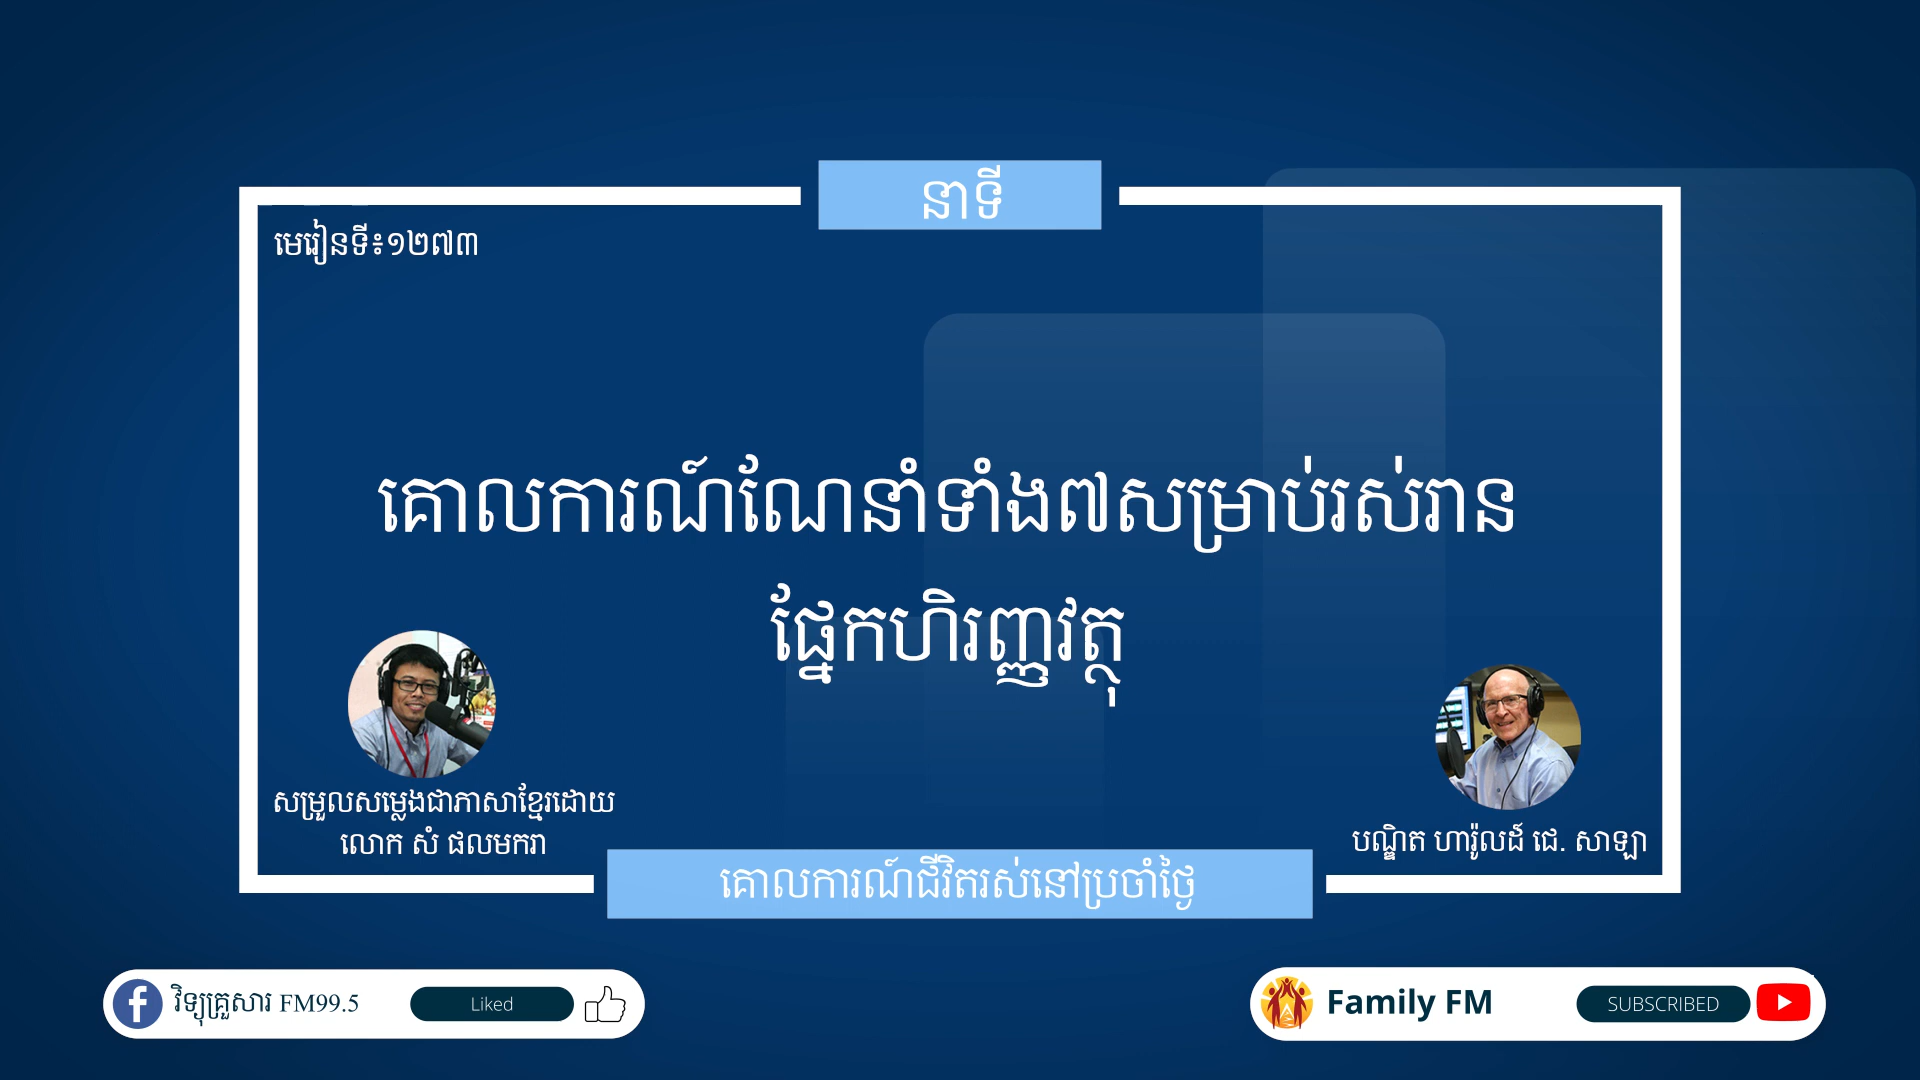 នាទី
មេរៀនទី៖១២៧៣
គោលការណ៍ណែនាំទាំង៧សម្រាប់រស់រាន
ផ្នែកហិរញ្ញវត្ថុ
សម្រួលសម្លេងជាភាសាខ្មែរដោយ
លោក សំ ផលមករា
បណ្ឌិត ហារ៉ូលដ៍ ជេ. សាឡា
គោលការណ៍ជីវិតរស់នៅប្រចាំថ្ងៃ
វិទ្យុគ្រួសារ FM99.5
Liked
Family FM
SUBSCRIBED